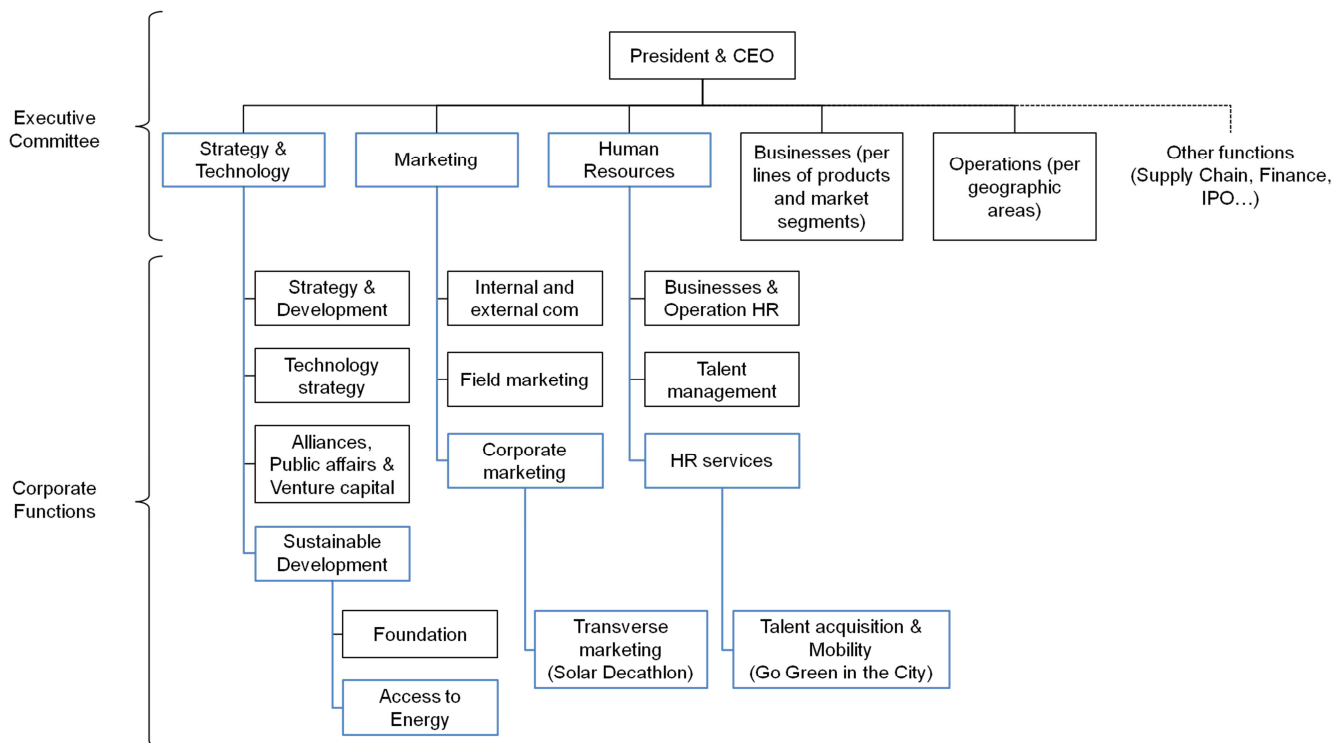 President & CEO
Executive
Committee
Strategy &
Technology
Marketing
Human
Resources
Businesses (per
lines of products
and market
segments)
Operations (per
geographic
areas)
Other functions
(Supply Chain, Finance,
IPO…)
Corporate
Functions
Strategy &
Development
Technology
strategy
Alliances,
Public affairs &
Venture capital
Sustainable
Development
Foundation
Access to
Energy
Internal and
external com
Field marketing
Corporate
marketing
Transverse
marketing
(Solar Decathlon)
Businesses &
Operation HR
Talent
management
HR services
Talent acquisition &
Mobility
(Go Green in the City)